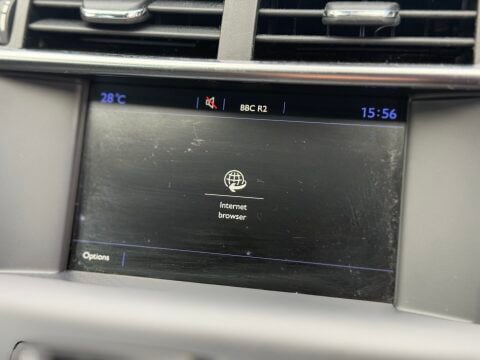 28°C BBC R2 15:56
Internet
browser
Options